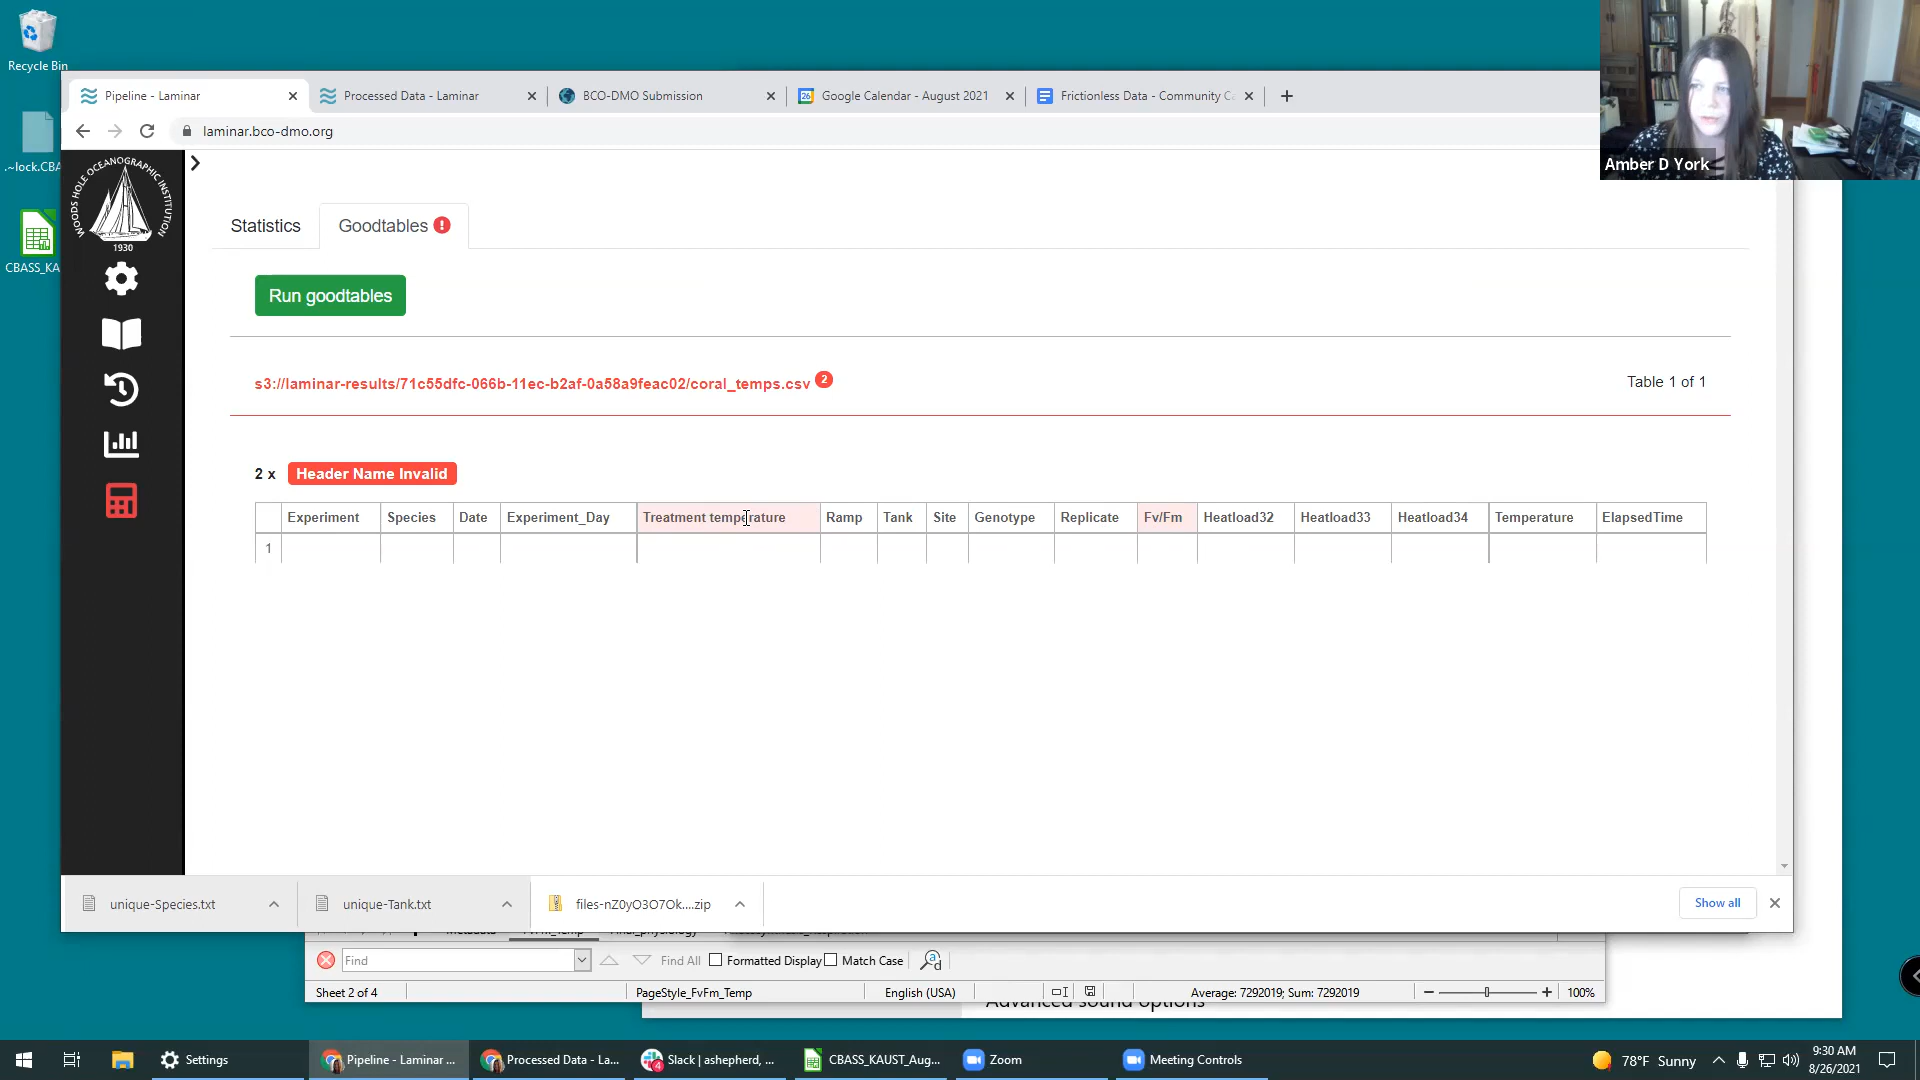 Recycle Bin
.~lock.CBA
CBASS_KA
Pipeline - Laminar
Processed Data - Laminar
BCO-DMO Submission
Google Calendar - August 2021
Frictionless Data - Community Ca
laminar.bco-dmo.org
Amber D York
WOODS HOLE OCEANOGRAPHIC INSTITUTION
1930
Statistics
Goodtables
Run goodtables
s3://laminar-results/71c55dfc-066b-11ec-b2af-0a58a9feac02/coral_temps.csv 2
Table 1 of 1
2 x Header Name Invalid
Experiment Species Date Experiment_Day Treatment temperature Ramp Tank Site Genotype Replicate Fv/Fm Heatload32 Heatload33 Heatload34 Temperature ElapsedTime
1
unique-Species.txt
unique-Tank.txt
files-nZ0yO3O7Ok....zip
Show all
Find
Find All
Formatted Display
Match Case
Sheet 2 of 4
PageStyle_FvFm_Temp
English (USA)
Average: 7292019; Sum: 7292019
100%
Advanced sound options
Settings
Pipeline - Laminar ...
Processed Data - La...
Slack | ashepherd, ...
CBASS_KAUST_Aug...
Zoom
Meeting Controls
78°F Sunny
9:30 AM
8/26/2021